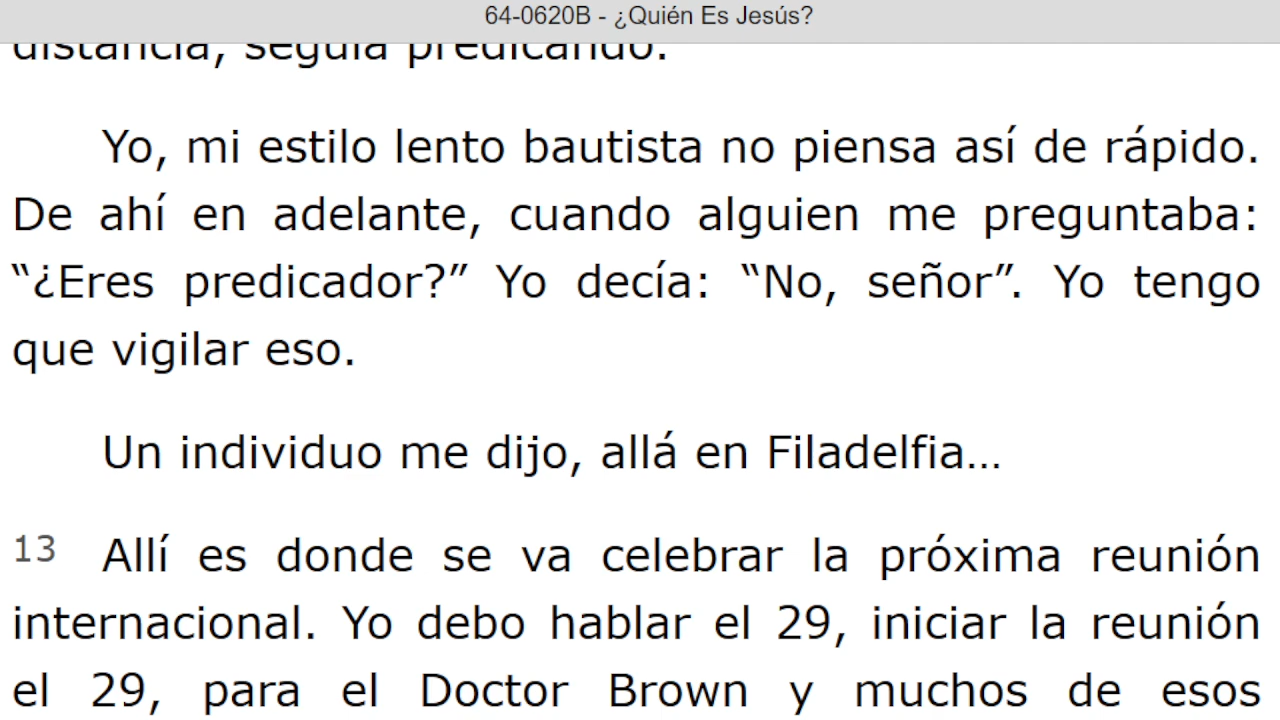 64-0620B - ¿Quién Es Jesús?
distancia, seguía predicando.
Yo, mi estilo lento bautista no piensa así de rápido.
De ahí en adelante, cuando alguien me preguntaba:
“¿Eres predicador?” Yo decía: “No, señor”. Yo tengo
que vigilar eso.
Un individuo me dijo, allá en Filadelfia...
13 Allí es donde se va celebrar la próxima reunión
internacional. Yo debo hablar el 29, iniciar la reunión
el 29, para el Doctor Brown y muchos de esos